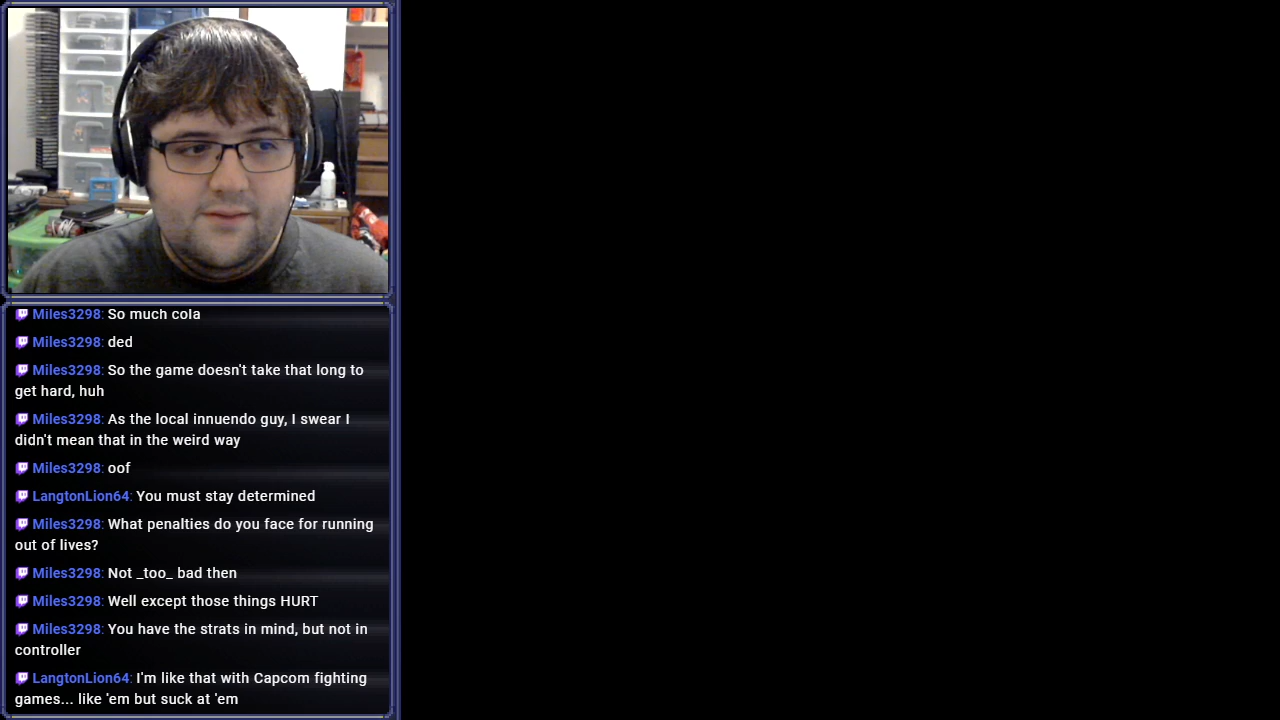 Miles3298: So much cola
Miles3298: ded
Miles3298: So the game doesn't take that long to
get hard, huh
Miles3298: As the local innuendo guy, I swear I
didn't mean that in the weird way
Miles3298: oof
LangtonLion64: You must stay determined
Miles3298: What penalties do you face for running
out of lives?
Miles3298: Not _too_ bad then
Miles3298: Well except those things HURT
Miles3298: You have the strats in mind, but not in
controller
LangtonLion64: I'm like that with Capcom fighting
games... like 'em but suck at 'em